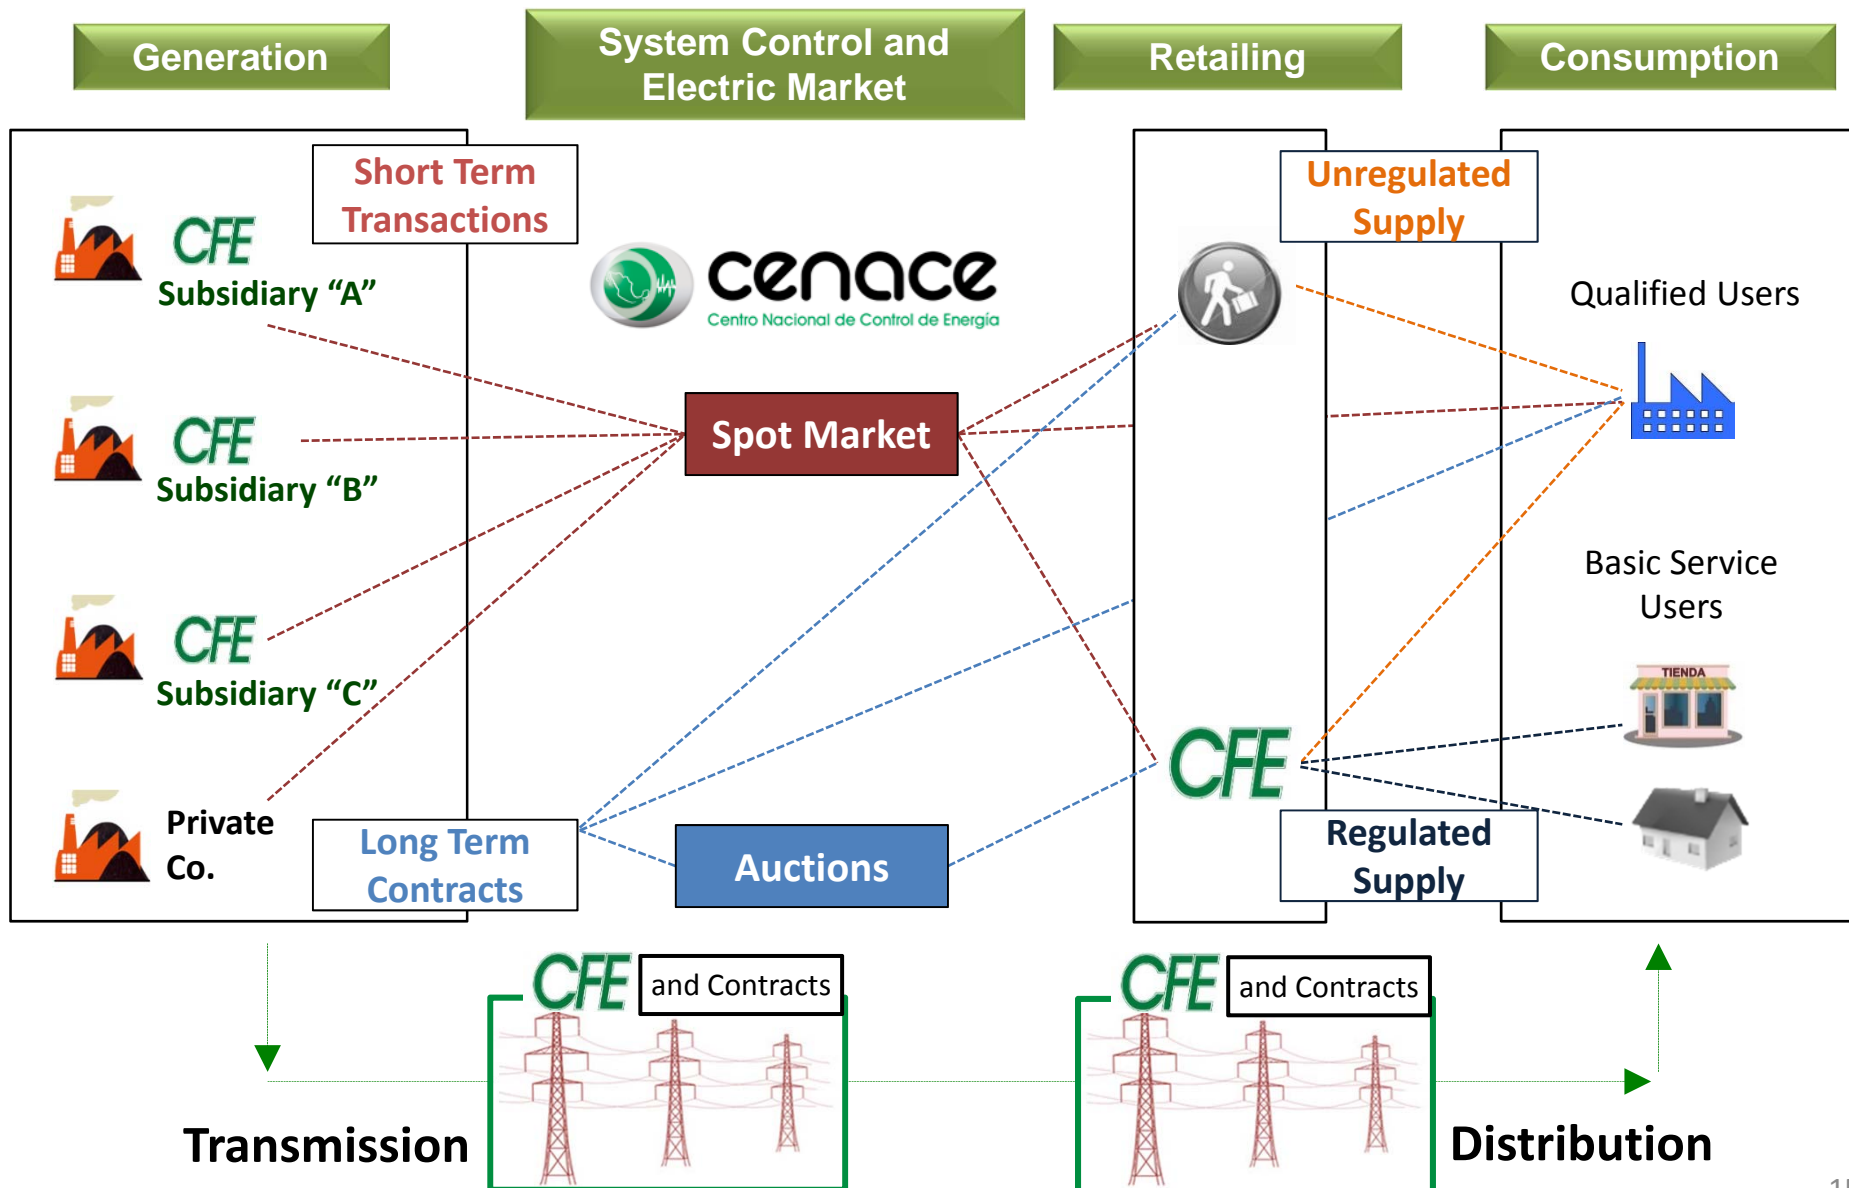 Generation
System Control and
Electric Market
Retailing
Consumption
Short Term
Transactions
Unregulated
Supply
CFE
Subsidiary “A”
cenace
Centro Nacional de Control de Energía
Qualified Users
CFE
Subsidiary “B”
Spot Market
Basic Service
Users
CFE
Subsidiary “C”
TIENDA
CFE
Private
Co.
Long Term
Contracts
Auctions
Regulated
Supply
CFE
and Contracts
CFE
and Contracts
Transmission
Distribution